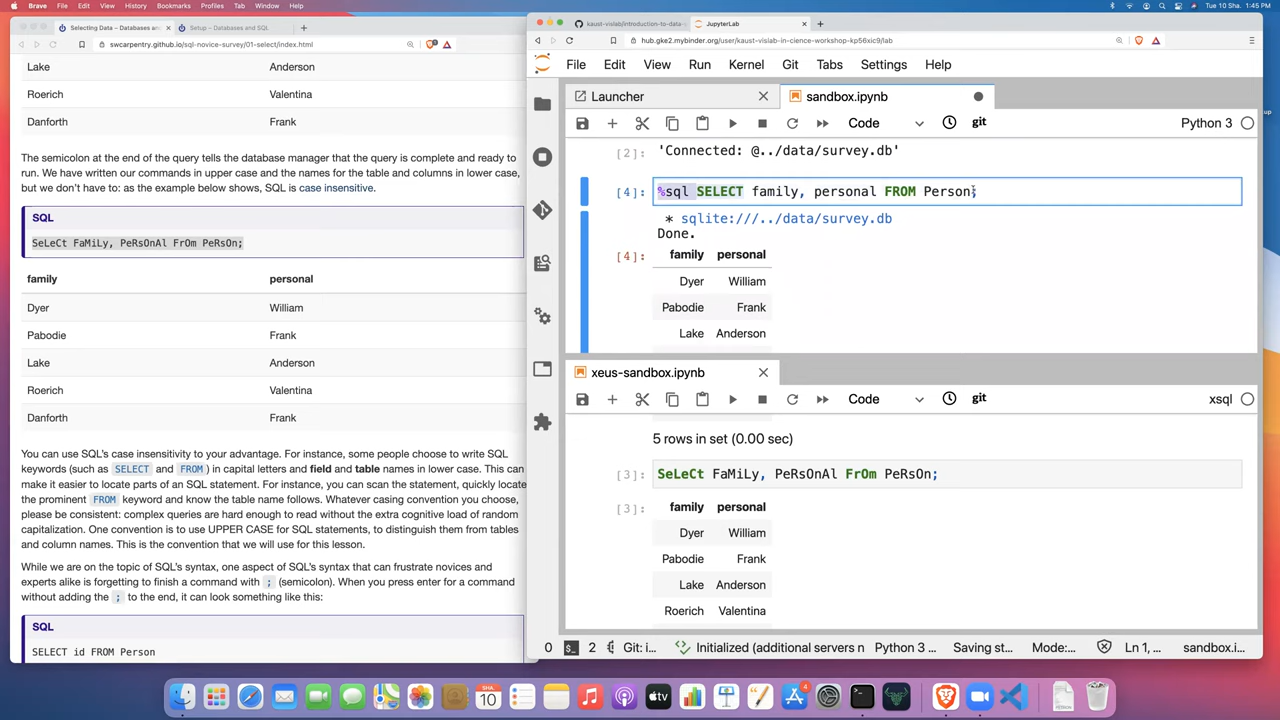 Brave File Edit View History Bookmarks Profiles Tab Window Help
Tue 10 Sha. 1:45 PM
Selecting Data – Databases and
Setup – Databases and SQL
swcarpentry.github.io/sql-novice-survey/01-select/index.html
Lake Anderson
Roerich Valentina
Danforth Frank
The semicolon at the end of the query tells the database manager that the query is complete and ready to
run. We have written our commands in upper case and the names for the table and columns in lower case,
but we don't have to: as the example below shows, SQL is case insensitive.
SQL
SeLeCt FaMiLy, PeRsOnAl FrOm PeRsOn;
family personal
Dyer William
Pabodie Frank
Lake Anderson
Roerich Valentina
Danforth Frank
You can use SQL's case insensitivity to your advantage. For instance, some people choose to write SQL
keywords (such as SELECT and FROM ) in capital letters and field and table names in lower case. This can
make it easier to locate parts of an SQL statement. For instance, you can scan the statement, quickly locate
the prominent FROM keyword and know the table name follows. Whatever casing convention you choose,
please be consistent: complex queries are hard enough to read without the extra cognitive load of random
capitalization. One convention is to use UPPER CASE for SQL statements, to distinguish them from tables
and column names. This is the convention that we will use for this lesson.
While we are on the topic of SQL's syntax, one aspect of SQL's syntax that can frustrate novices and
experts alike is forgetting to finish a command with ; (semicolon). When you press enter for a command
without adding the ; to the end, it can look something like this:
SQL
SELECT id FROM Person
kaust-vislab/introduction-to-data-
JupyterLab
hub.gke2.mybinder.org/user/kaust-vislab-in-cience-workshop-kp56xic9/lab
File Edit View Run Kernel Git Tabs Settings Help
Launcher
sandbox.ipynb
Code
git
Python 3
[2]: 'Connected: @../data/survey.db'
[4]: %sql SELECT family, personal FROM Person;
* sqlite:///../data/survey.db
Done.
[4]: family personal
Dyer William
Pabodie Frank
Lake Anderson
xeus-sandbox.ipynb
Code
git
xsql
5 rows in set (0.00 sec)
[3]: SeLeCt FaMiLy, PeRsOnAl FrOm PeRsOn;
[3]: family personal
Dyer William
Pabodie Frank
Lake Anderson
Roerich Valentina
0 2 Git: i... Initialized (additional servers n Python 3 ... Saving st... Mode:... Ln 1, ... sandbox.i...
SHA.
10
4